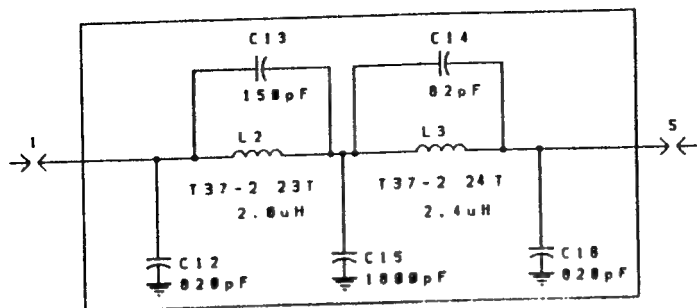 C13 C14
150pF 82pF
1 5
L2 L3
T37-2 23T T37-2 24T
2.0uH 2.4uH
C12 C15 C16
820pF 1800pF 820pF